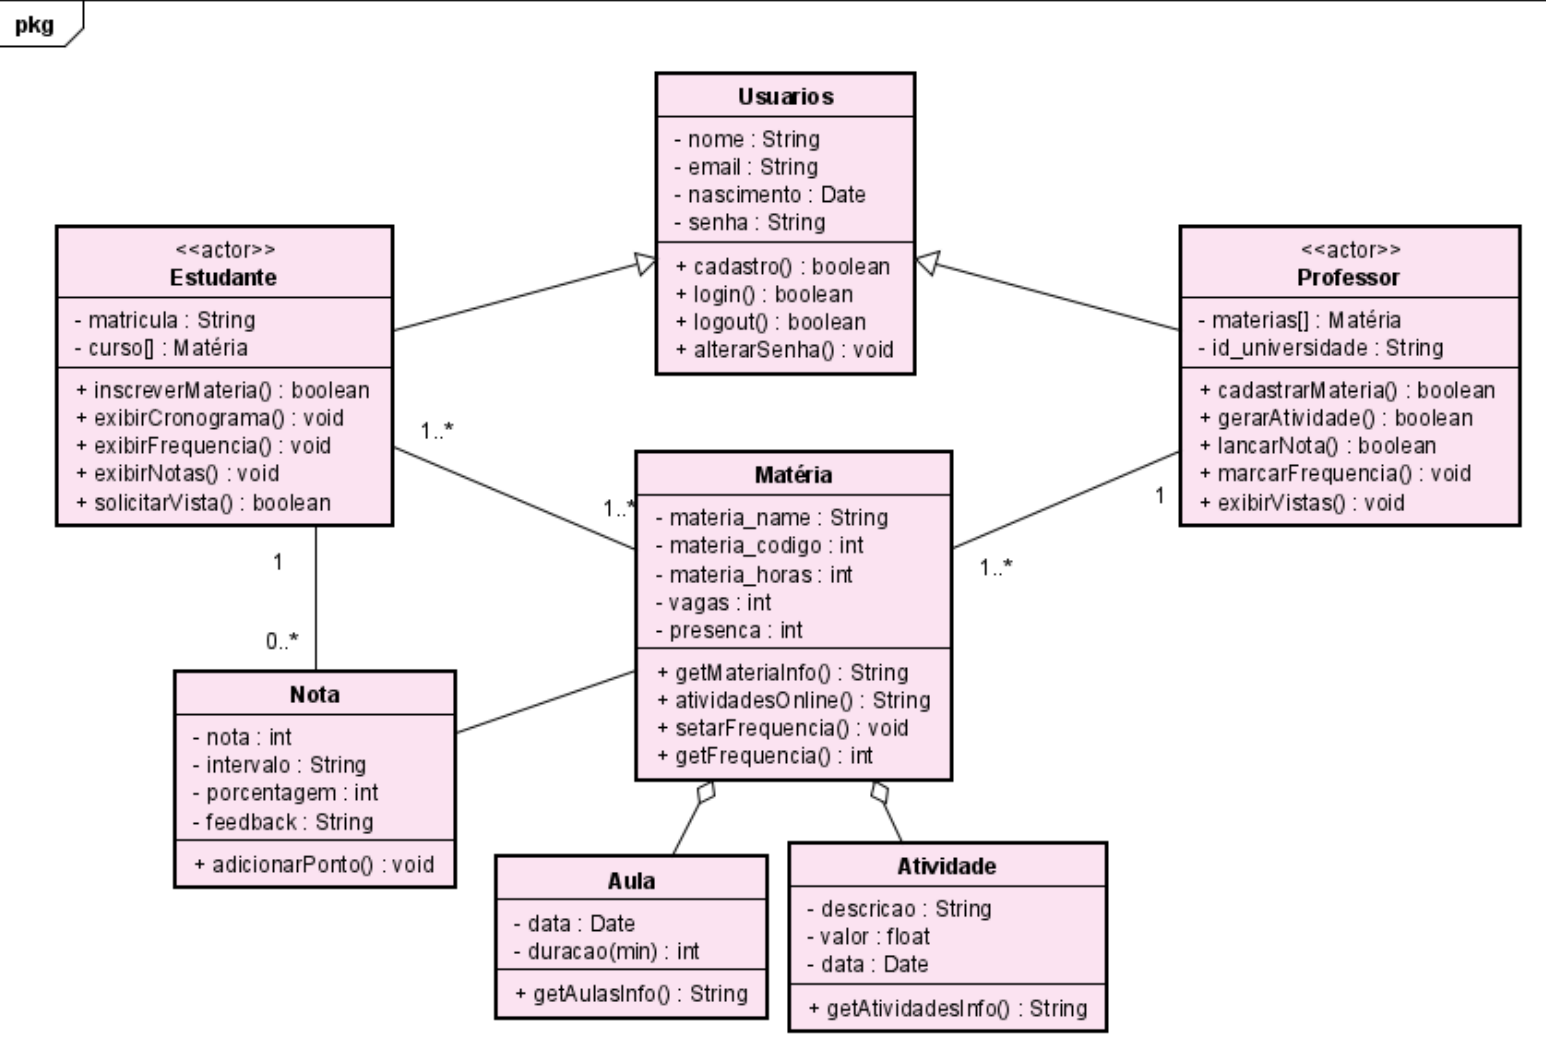 pkg
Usuarios
- nome : String
- email : String
- nascimento : Date
- senha : String
+ cadastro() : boolean
+ login() : boolean
+ logout() : boolean
+ alterarSenha() : void
<<actor>>
Estudante
- matricula : String
- curso[] : Matéria
+ inscreverMateria() : boolean
+ exibirCronograma() : void
+ exibirFrequencia() : void
+ exibirNotas() : void
+ solicitarVista() : boolean
<<actor>>
Professor
- materias[] : Matéria
- id_universidade : String
+ cadastrarMateria() : boolean
+ gerarAtividade() : boolean
+ lancarNota() : boolean
+ marcarFrequencia() : void
+ exibirVistas() : void
1..*
1..*
1
1..*
Matéria
- materia_name : String
- materia_codigo : int
- materia_horas : int
- vagas : int
- presenca : int
+ getMateriaInfo() : String
+ atividadesOnline() : String
+ setarFrequencia() : void
+ getFrequencia() : int
1
0..*
Nota
- nota : int
- intervalo : String
- porcentagem : int
- feedback : String
+ adicionarPonto() : void
Aula
- data : Date
- duracao(min) : int
+ getAulasInfo() : String
Atividade
- descricao : String
- valor : float
- data : Date
+ getAtividadesInfo() : String